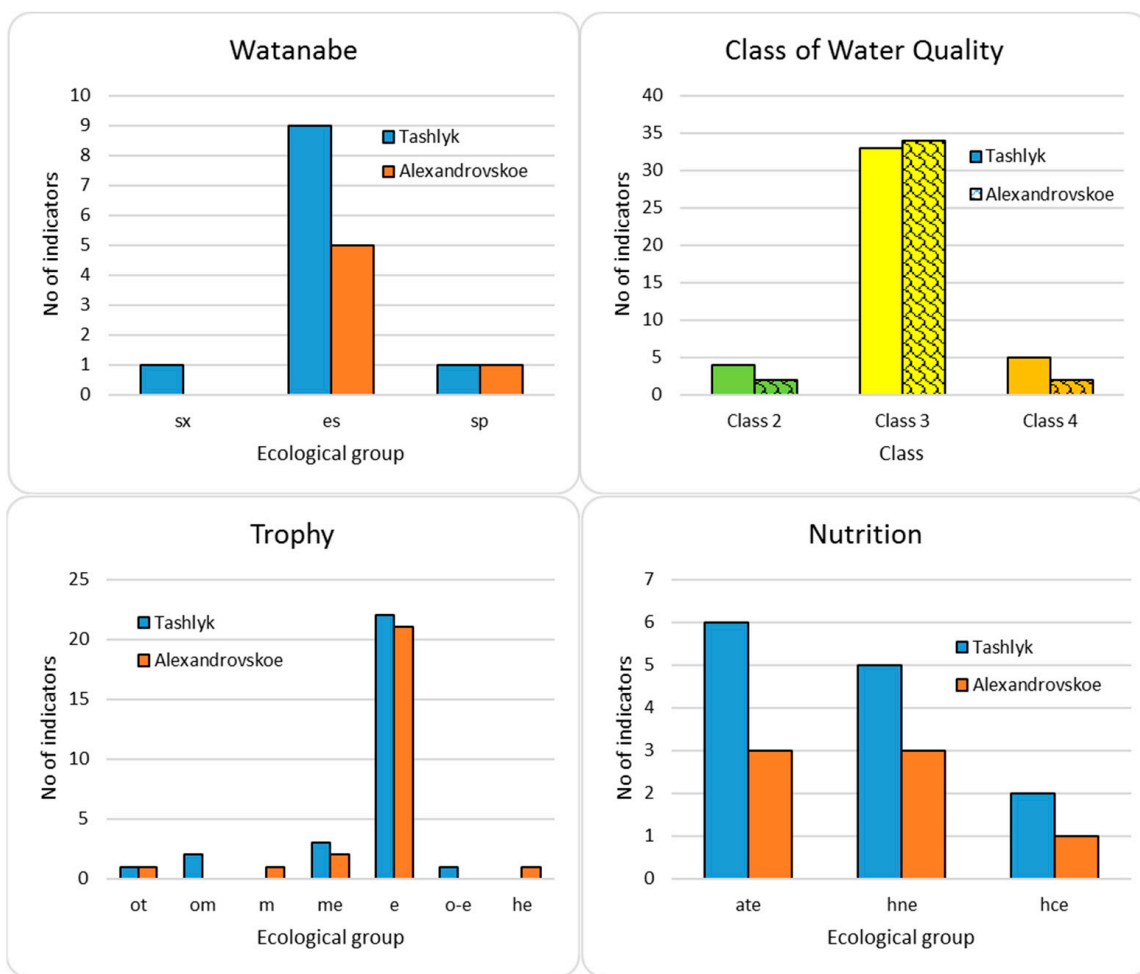 Watanabe
10
9
8
7
6
5
4
3
2
1
0
No of indicators
Tashlyk
Alexandrovskoe
sx es sp
Ecological group
Class of Water Quality
40
35
30
25
20
15
10
5
0
No of indicators
Tashlyk
Alexandrovskoe
Class 2 Class 3 Class 4
Class
Trophy
25
20
15
10
5
0
No of indicators
Tashlyk
Alexandrovskoe
ot om m me e o-e he
Ecological group
Nutrition
7
6
5
4
3
2
1
0
No of indicators
Tashlyk
Alexandrovskoe
ate hne hce
Ecological group